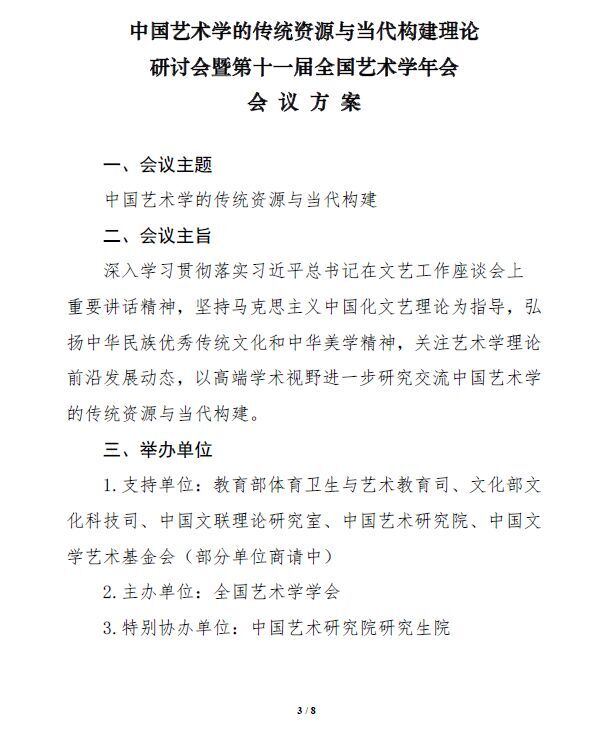 中国艺术学的传统资源与当代构建理论
研讨会暨第十一届全国艺术学年会
会 议 方 案
一、会议主题
中国艺术学的传统资源与当代构建
二、会议主旨
深入学习贯彻落实习近平总书记在文艺工作座谈会上
重要讲话精神，坚持马克思主义中国化文艺理论为指导，弘
扬中华民族优秀传统文化和中华美学精神，关注艺术学理论
前沿发展动态，以高端学术视野进一步研究交流中国艺术学
的传统资源与当代构建。
三、举办单位
1.支持单位：教育部体育卫生与艺术教育司、文化部文
化科技司、中国文联理论研究室、中国艺术研究院、中国文
学艺术基金会（部分单位商请中）
2.主办单位：全国艺术学学会
3.特别协办单位：中国艺术研究院研究生院
3 / 8